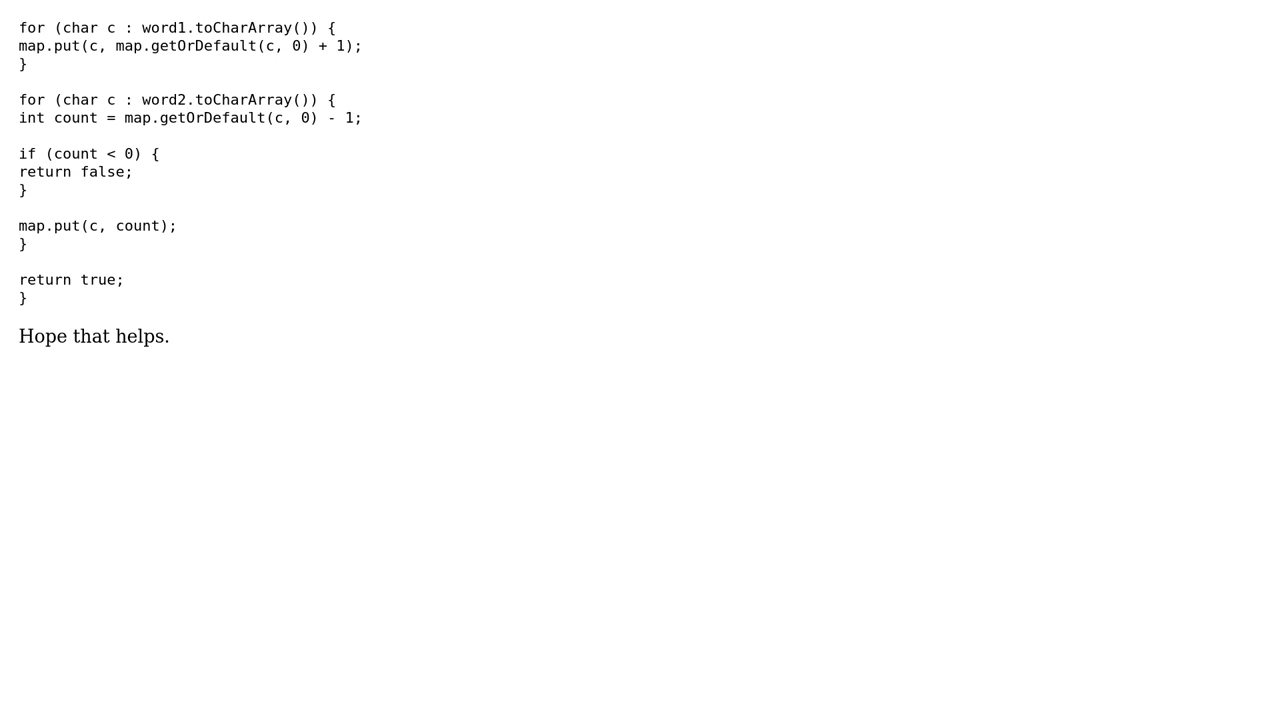 for (char c : word1.toCharArray()) {
map.put(c, map.getOrDefault(c, 0) + 1);
}
for (char c : word2.toCharArray()) {
int count = map.getOrDefault(c, 0) - 1;
if (count < 0) {
return false;
}
map.put(c, count);
}
return true;
}
Hope that helps.